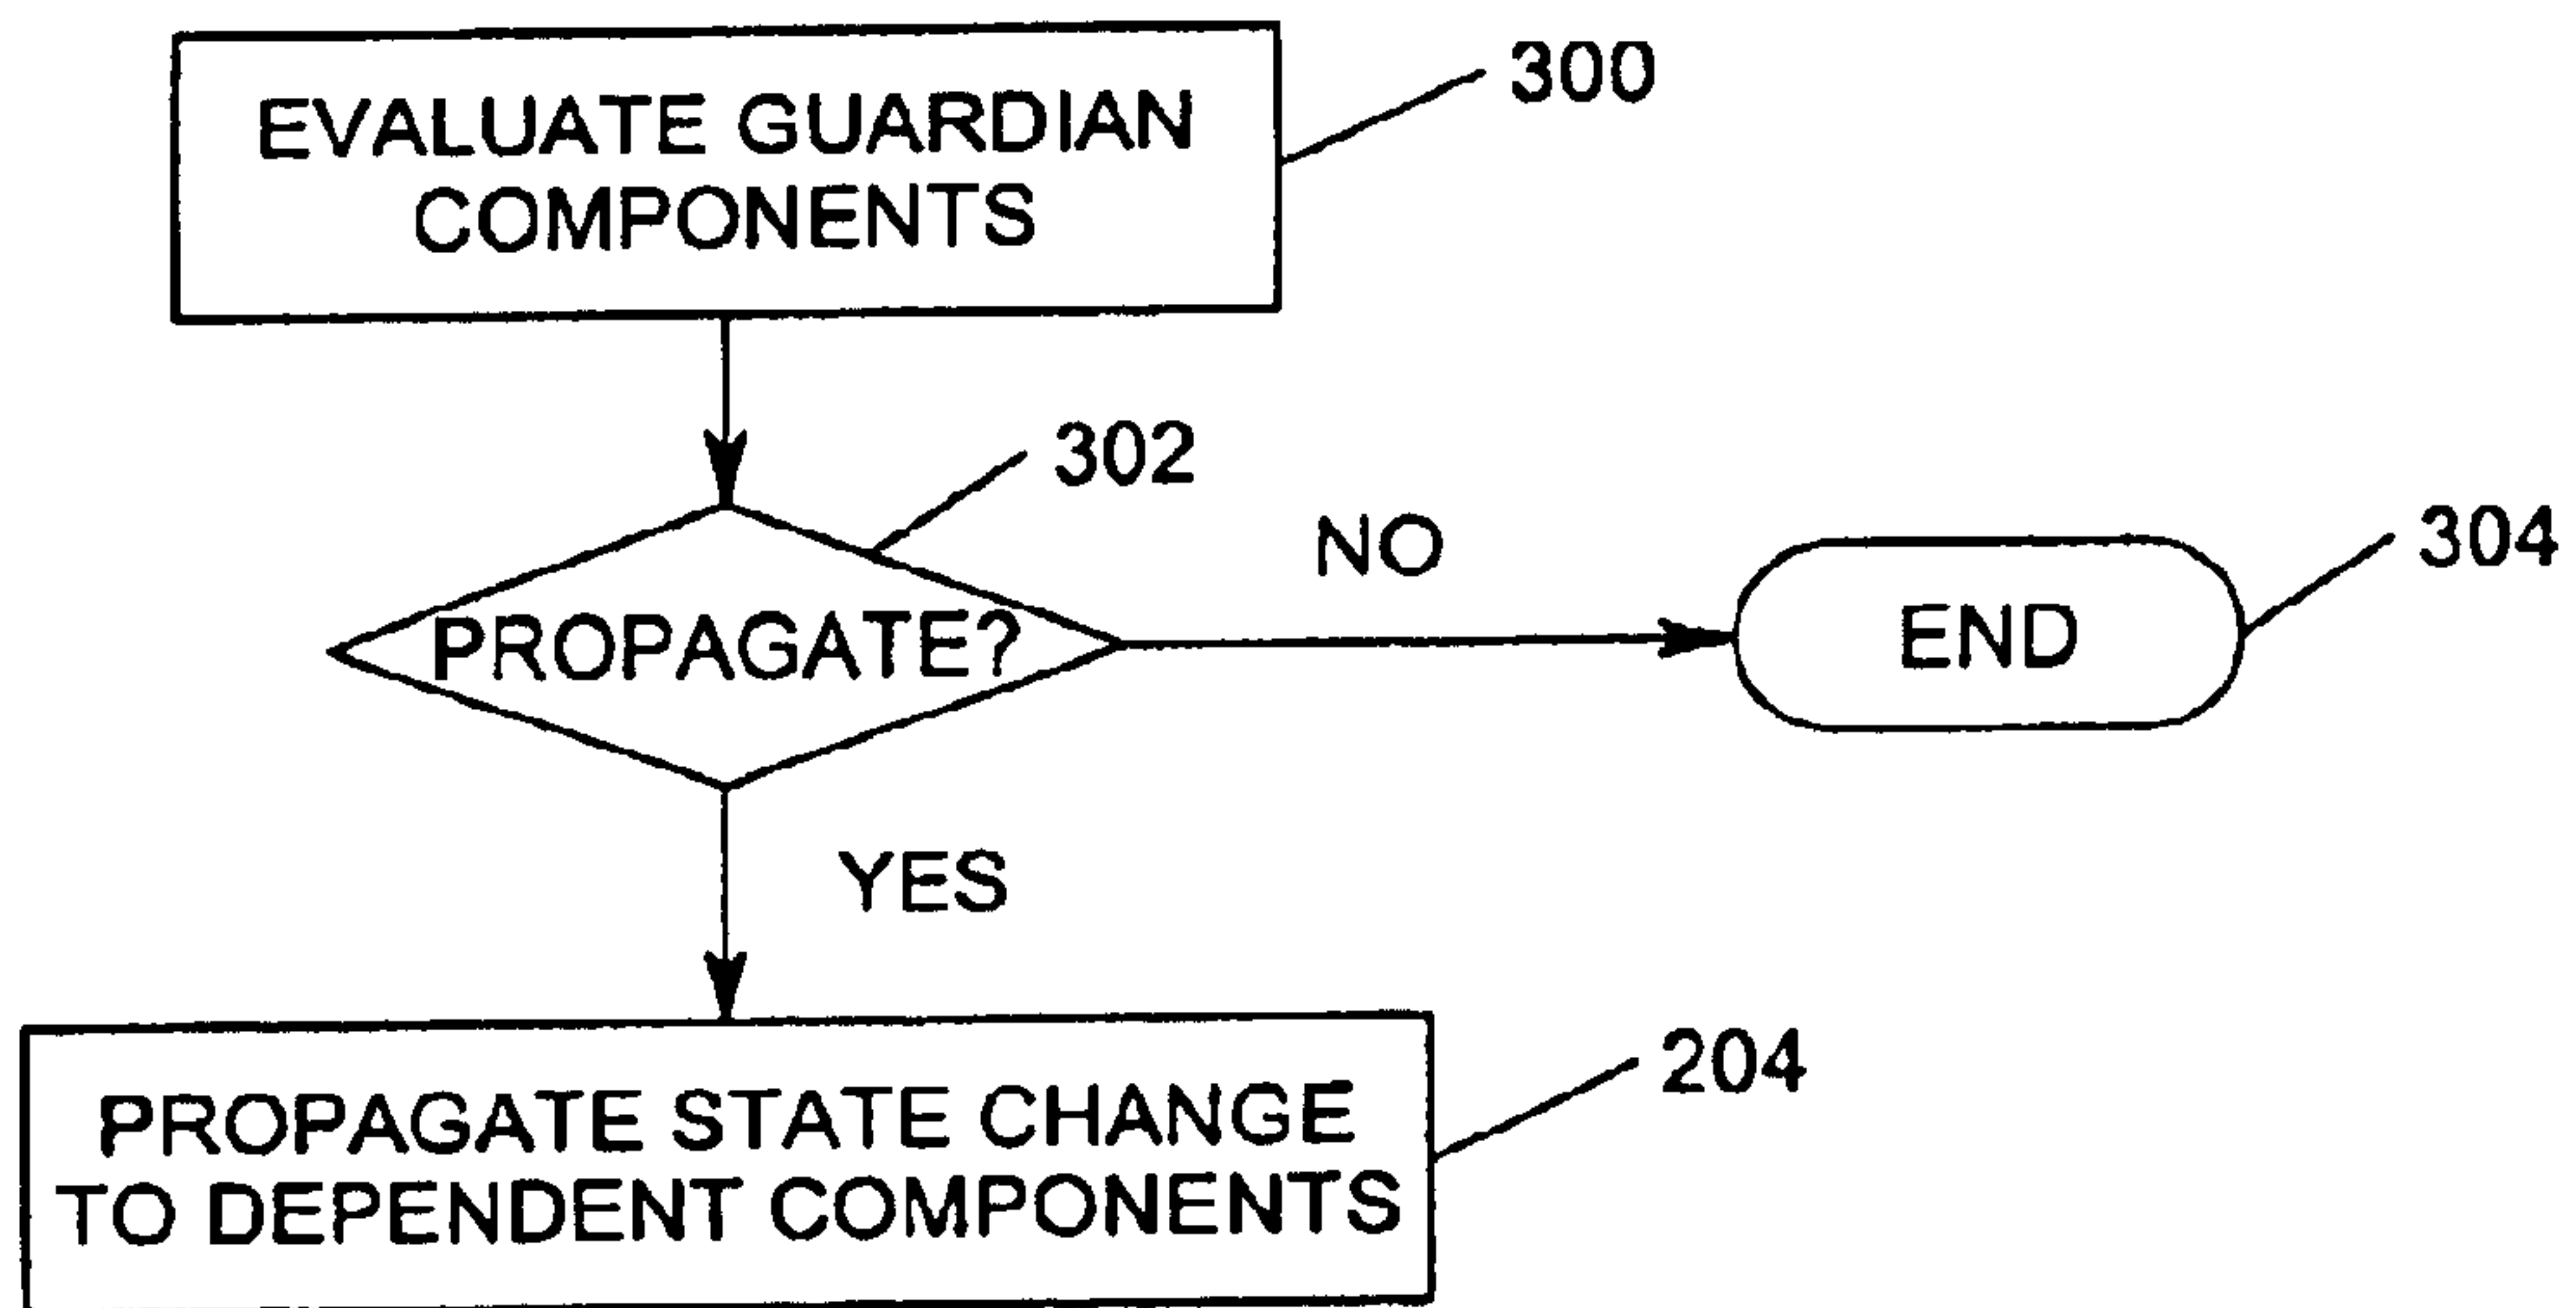 EVALUATE GUARDIAN
COMPONENTS
300
302
PROPAGATE?
NO
END
304
YES
PROPAGATE STATE CHANGE
TO DEPENDENT COMPONENTS
204